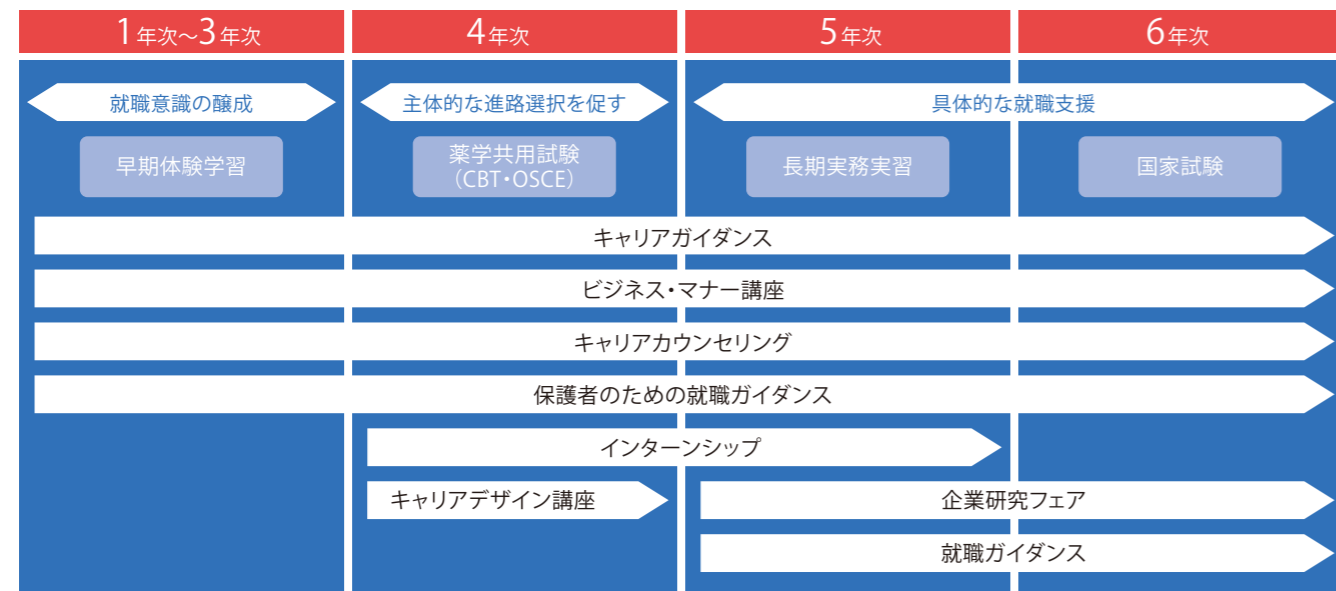 1年次～3年次
4年次
5年次
6年次
就職意識の醸成
主体的な進路選択を促す
具体的な就職支援
早期体験学習
薬学共用試験
（CBT・OSCE）
長期実務実習
国家試験
キャリアガイダンス
ビジネス・マナー講座
キャリアカウンセリング
保護者のための就職ガイダンス
インターンシップ
キャリアデザイン講座
企業研究フェア
就職ガイダンス